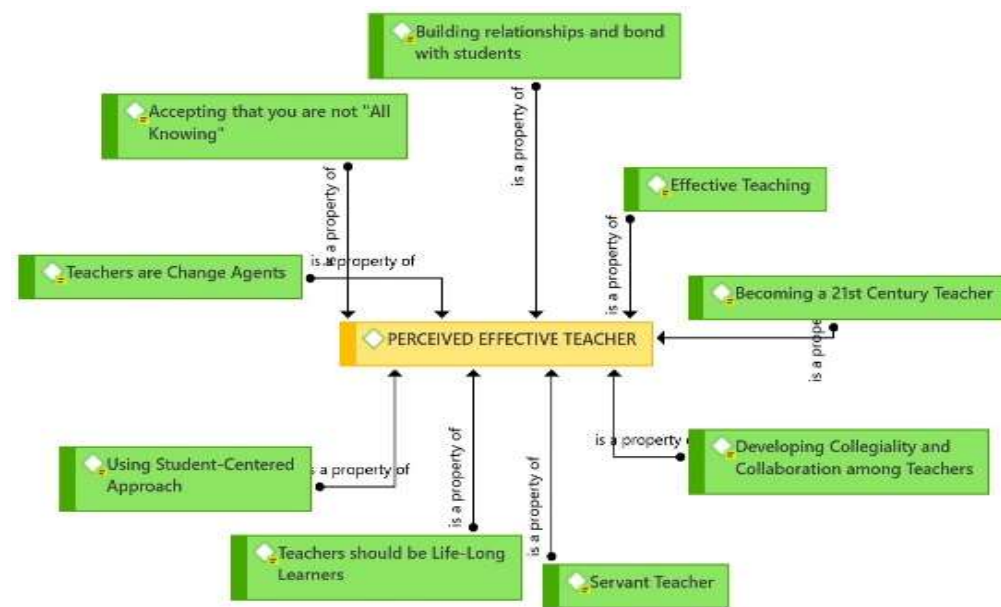 Building relationships and bond
with students
Accepting that you are not "All
Knowing"
is a property of
Effective Teaching
is a property of
is a property of
Teachers are Change Agents
is a property of
Becoming a 21st Century Teacher
is a prope
PERCEIVED EFFECTIVE TEACHER
is a property o
Developing Collegiality and
Collaboration among Teachers
Using Student-Centered
Approach
is a property of
is a property of
is a property of
Teachers should be Life-Long
Learners
Servant Teacher